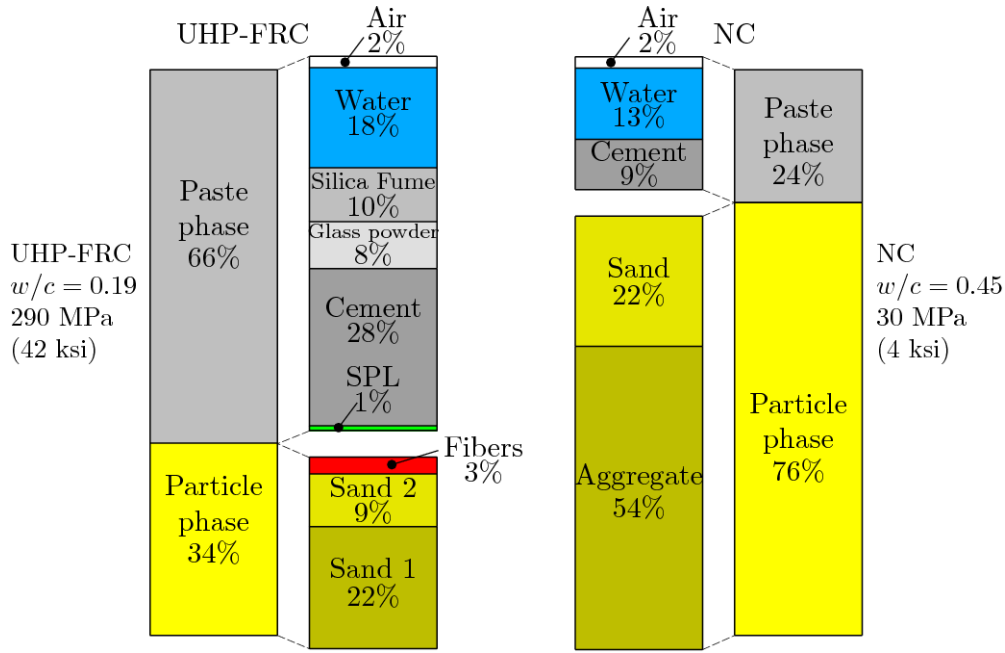 UHP-FRC
Air
2%
Water
18%
Silica Fume
10%
Glass powder
8%
Cement
28%
SPL
1%
Paste
phase
66%
UHP-FRC
w/c = 0.19
290 MPa
(42 ksi)
Particle
phase
34%
Fibers
3%
Sand 2
9%
Sand 1
22%
Air
2%
NC
Water
13%
Cement
9%
Paste
phase
24%
Sand
22%
Aggregate
54%
Particle
phase
76%
NC
w/c = 0.45
30 MPa
(4 ksi)